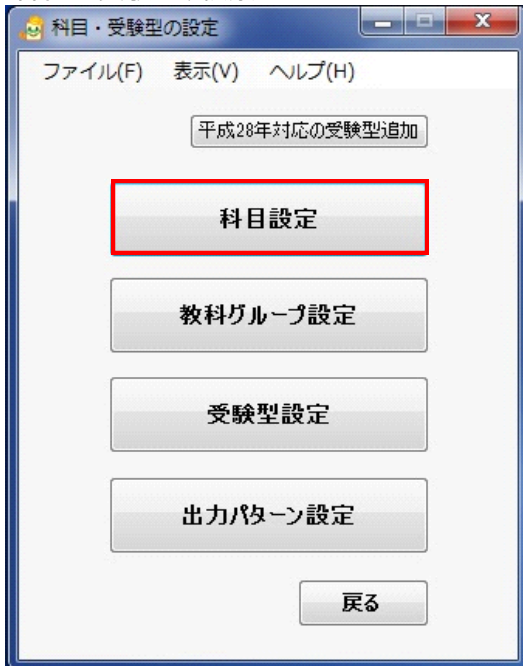 科目・受験型の設定
ファイル(F) 表示(V) ヘルプ(H)
平成28年対応の受験型追加
科目設定
教科グループ設定
受験型設定
出力パターン設定
戻る